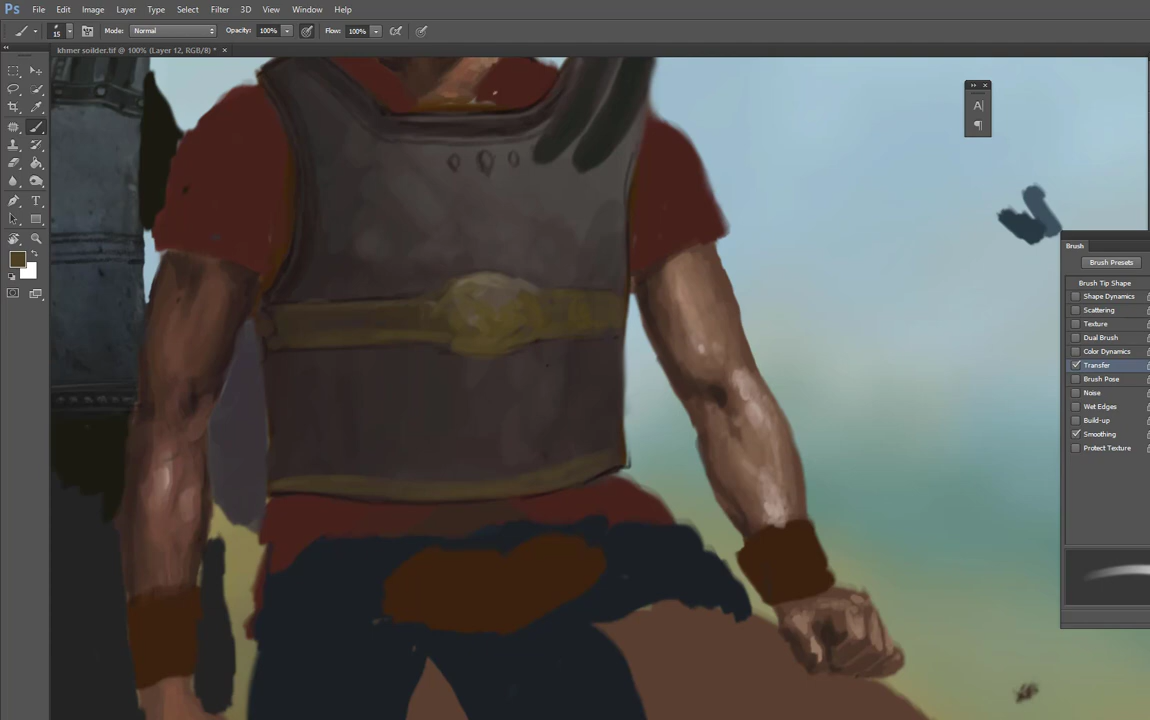 Ps File Edit Image Layer Type Select Filter 3D View Window Help
15 Mode: Normal Opacity: 100% Flow: 100%
khmer soilder.tif @ 100% (Layer 12, RGB/8) * ×
A
¶
T
Brush
Brush Presets
Brush Tip Shape
Shape Dynamics
Scattering
Texture
Dual Brush
Color Dynamics
Transfer
Brush Pose
Noise
Wet Edges
Build-up
Smoothing
Protect Texture